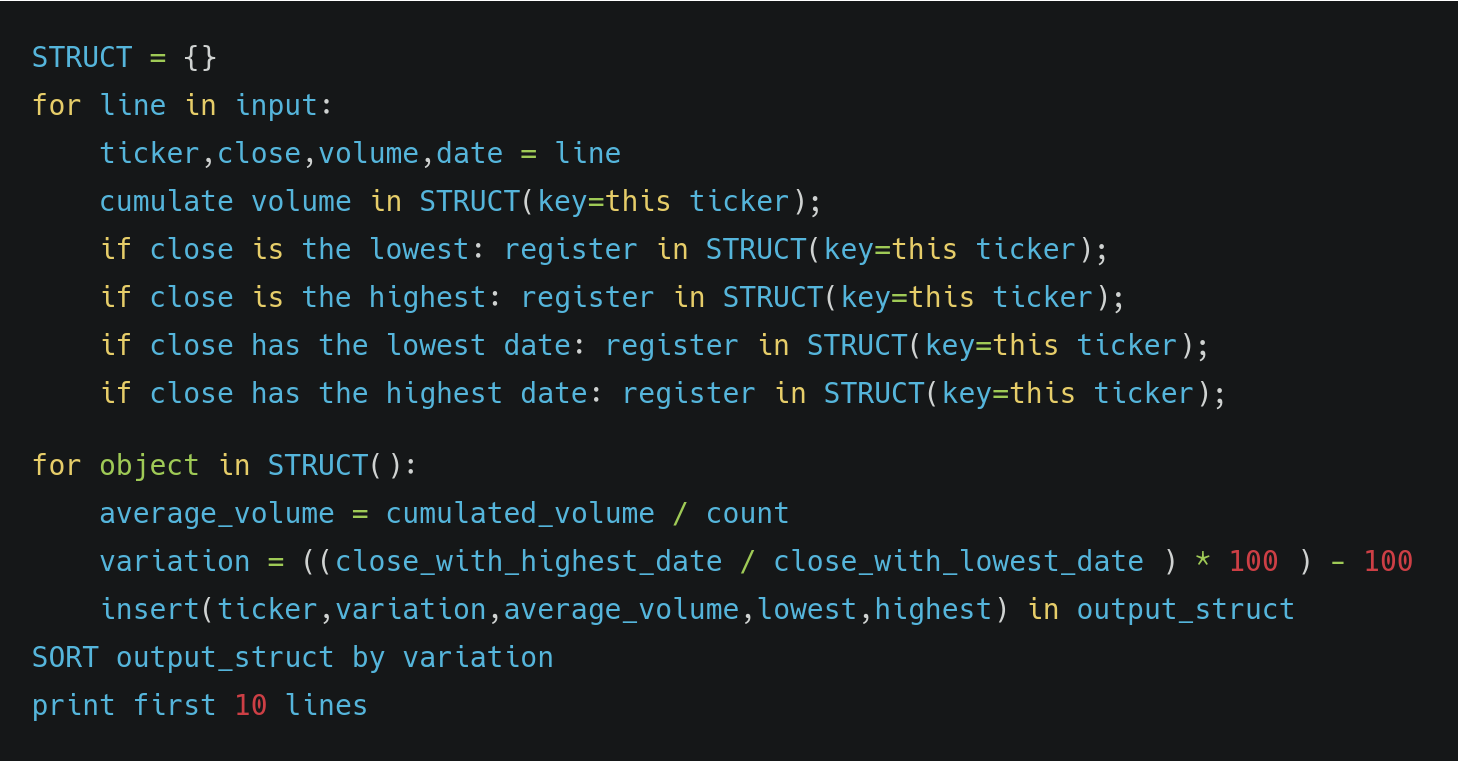 STRUCT = {}
for line in input:
    ticker,close,volume,date = line
    cumulate volume in STRUCT(key=this ticker);
    if close is the lowest: register in STRUCT(key=this ticker);
    if close is the highest: register in STRUCT(key=this ticker);
    if close has the lowest date: register in STRUCT(key=this ticker);
    if close has the highest date: register in STRUCT(key=this ticker);
for object in STRUCT():
    average_volume = cumulated_volume / count
    variation = ((close_with_highest_date / close_with_lowest_date ) * 100 ) - 100
    insert(ticker,variation,average_volume,lowest,highest) in output_struct
SORT output_struct by variation
print first 10 lines